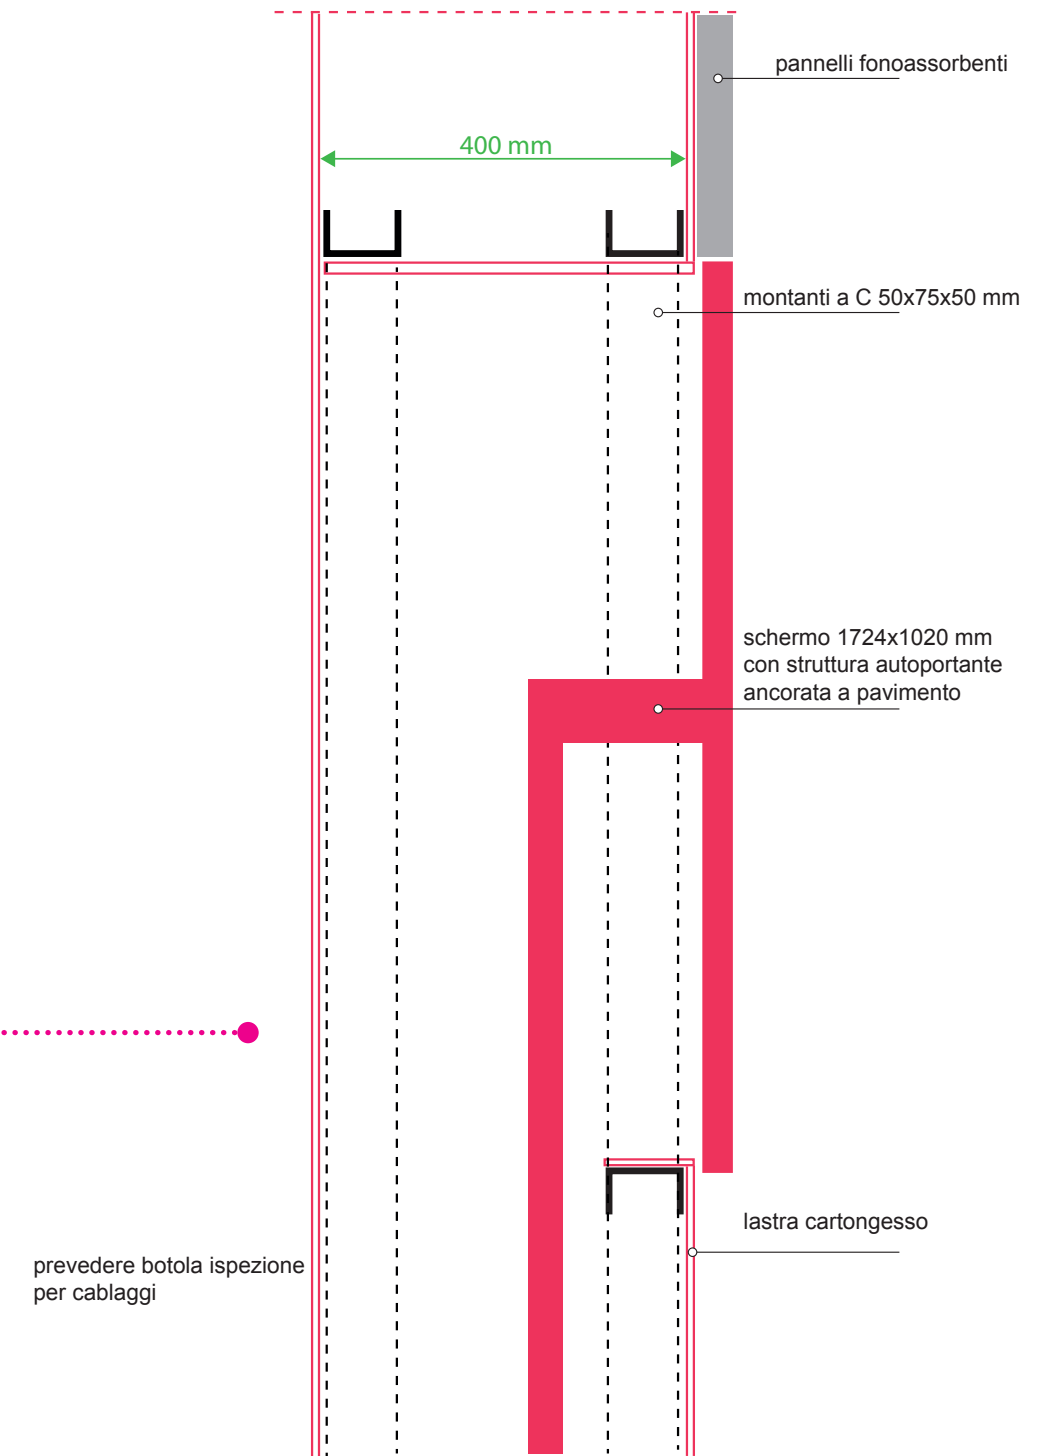 pannelli fonoassorbenti
400 mm
montanti a C 50x75x50 mm
schermo 1724x1020 mm
con struttura autoportante
ancorata a pavimento
lastra cartongesso
prevedere botola ispezione
per cablaggi